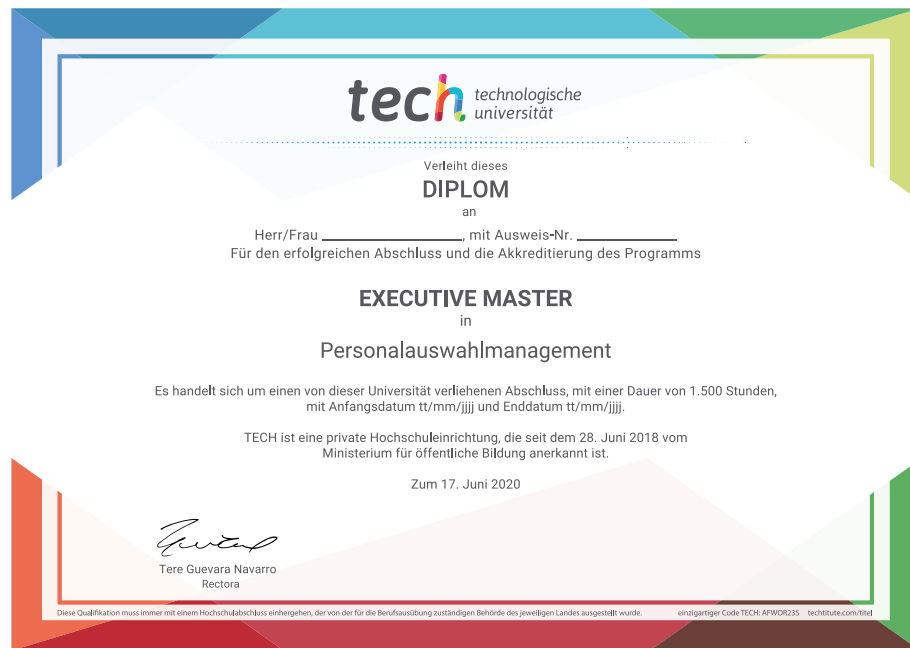 tech technologische
universität
Verleiht dieses
DIPLOM
an
Herr/Frau ____________________, mit Ausweis-Nr. ______________
Für den erfolgreichen Abschluss und die Akkreditierung des Programms
EXECUTIVE MASTER
in
Personalauswahlmanagement
Es handelt sich um einen von dieser Universität verliehenen Abschluss, mit einer Dauer von 1.500 Stunden,
mit Anfangsdatum tt/mm/jjjj und Enddatum tt/mm/jjjj.
TECH ist eine private Hochschuleinrichtung, die seit dem 28. Juni 2018 vom
Ministerium für öffentliche Bildung anerkannt ist.
Zum 17. Juni 2020
Tere Guevara Navarro
Rectora
Diese Qualifikation muss immer mit einem Hochschulabschluss einhergehen, der von der für die Berufsausübung zuständigen Behörde des jeweiligen Landes ausgestellt wurde. einzigartiger Code TECH: AFWOR235 techtitute.com/titel